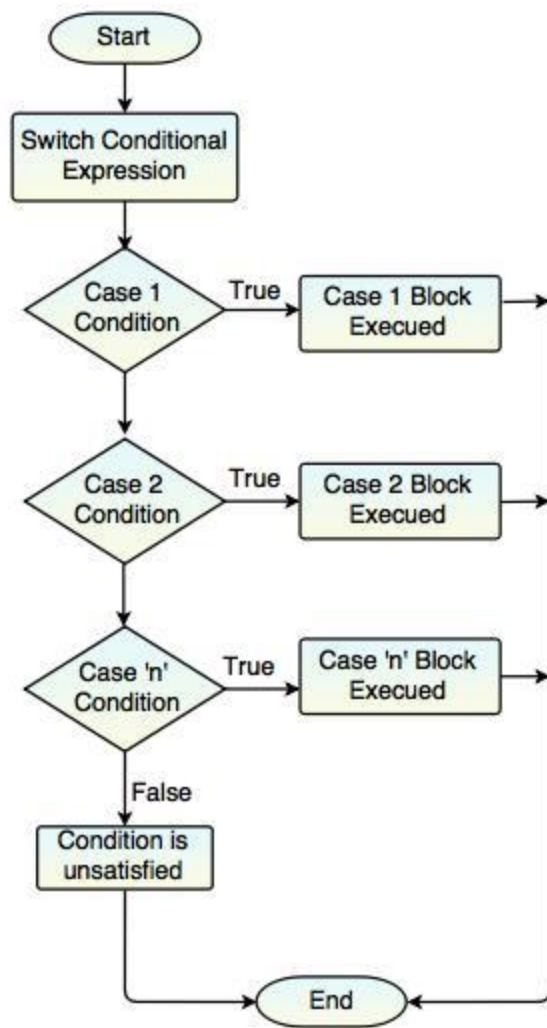 Start
Switch Conditional
Expression
Case 1
Condition
True
Case 1 Block
Execued
Case 2
Condition
True
Case 2 Block
Execued
Case 'n'
Condition
True
Case 'n' Block
Execued
False
Condition is
unsatisfied
End